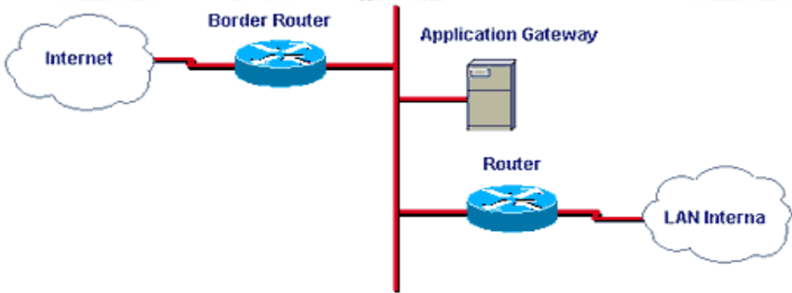 Border Router
Internet
Application Gateway
Router
LAN Interna